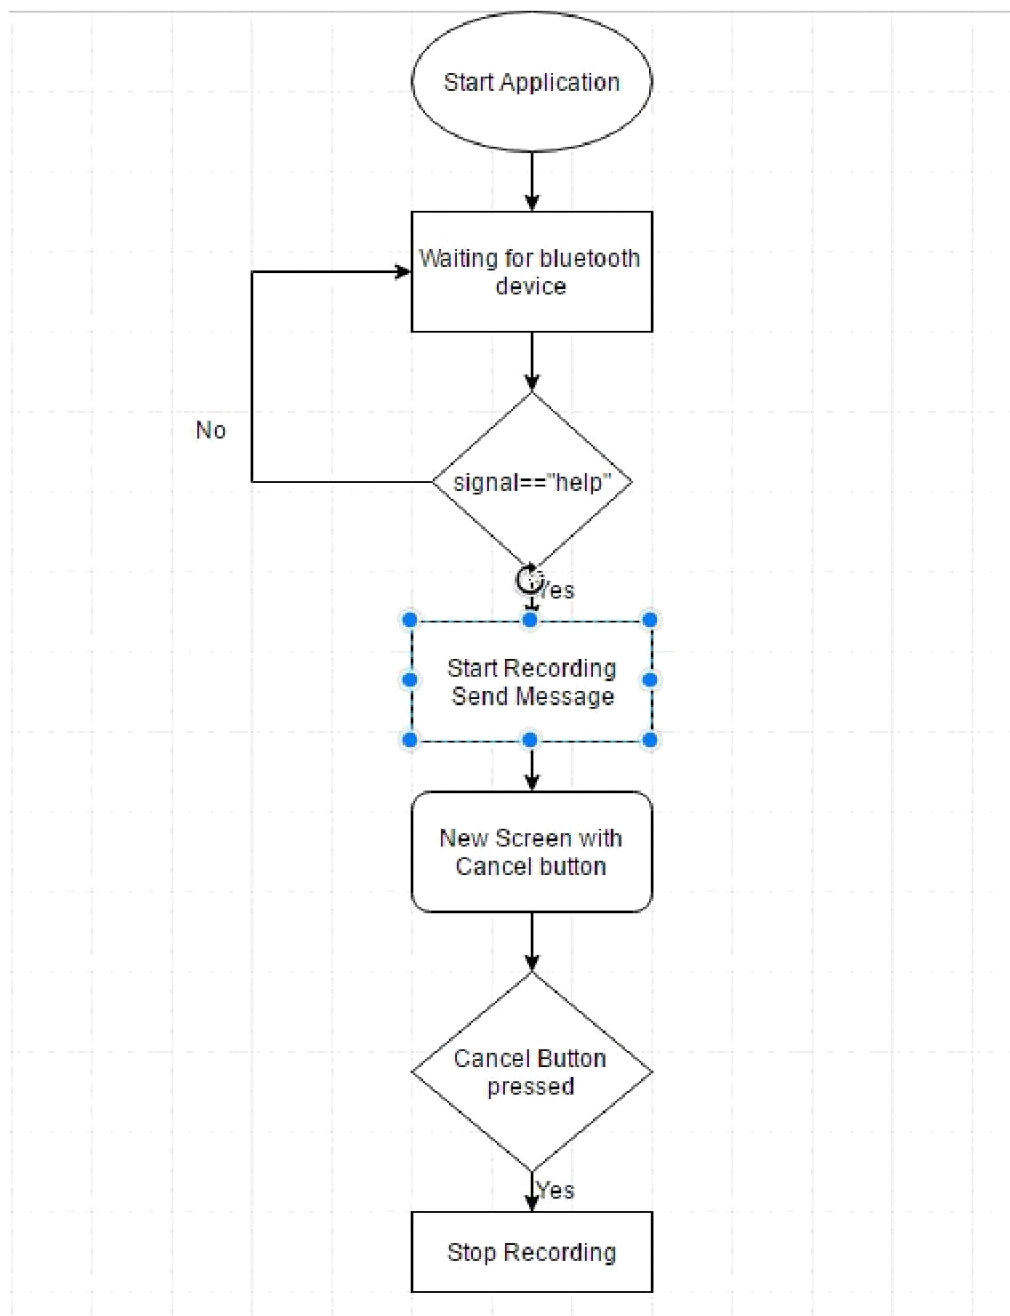 Start Application
Waiting for bluetooth
device
No
signal=="help"
Yes
Start Recording
Send Message
New Screen with
Cancel button
Cancel Button
pressed
Yes
Stop Recording